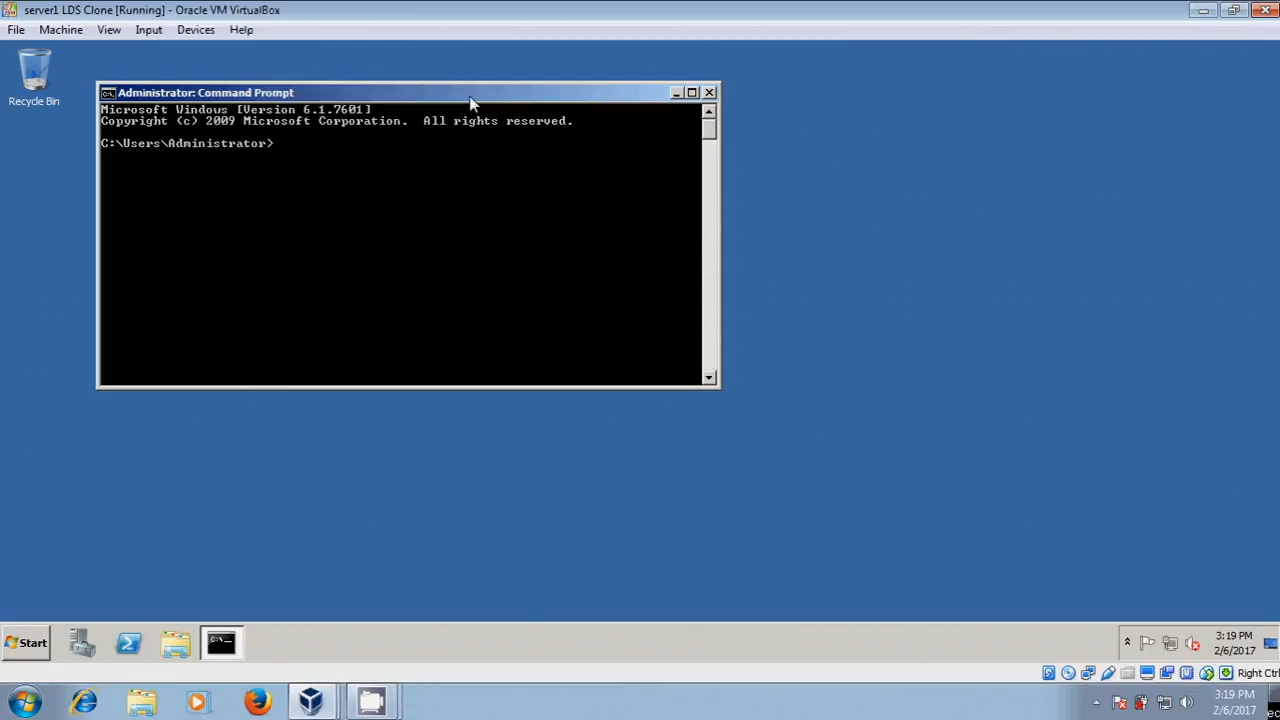 server1 LDS Clone [Running] - Oracle VM VirtualBox
File Machine View Input Devices Help
Recycle Bin
Administrator: Command Prompt
Microsoft Windows [Version 6.1.7601]
Copyright (c) 2009 Microsoft Corporation. All rights reserved.
C:\Users\Administrator>
Start
3:19 PM
2/6/2017
Right Ctrl
3:19 PM
2/6/2017